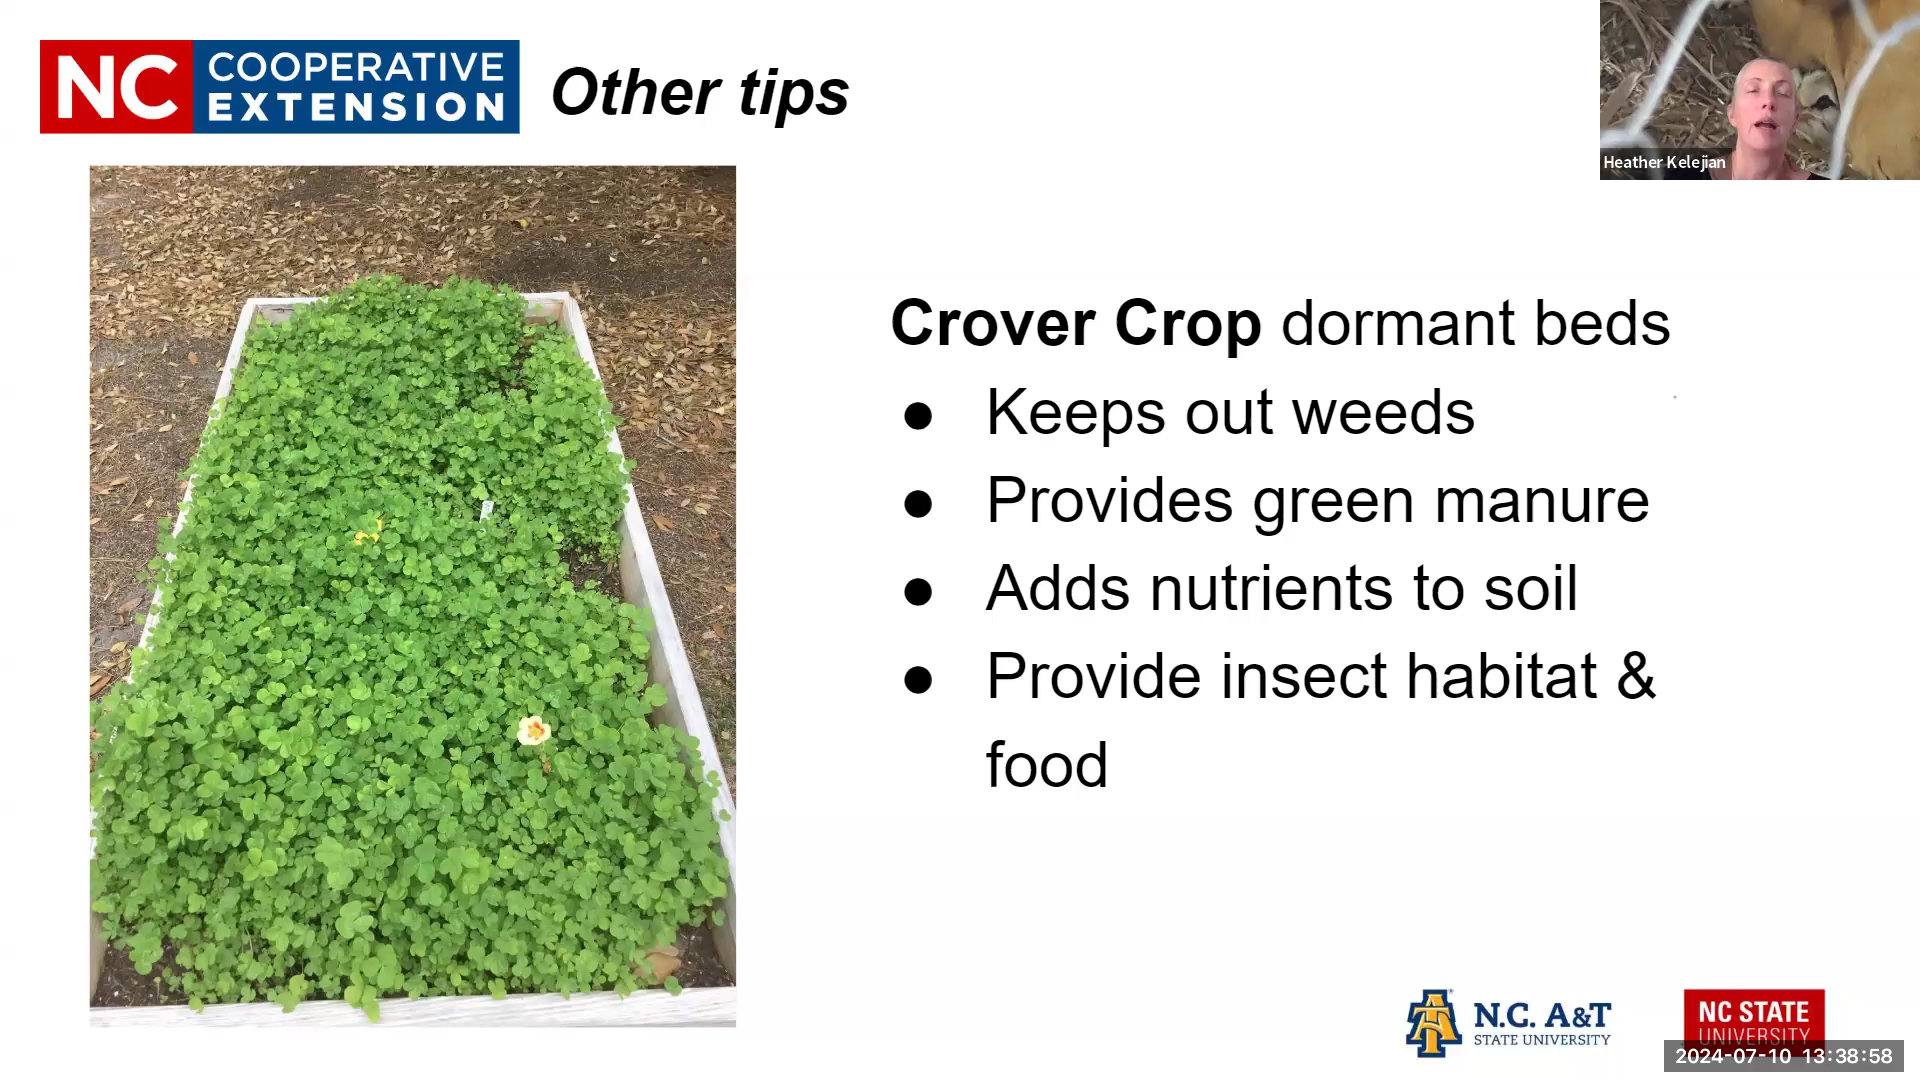 NC COOPERATIVE
EXTENSION
Other tips
Heather Kelejian
Crover Crop dormant beds
● Keeps out weeds
● Provides green manure
● Adds nutrients to soil
● Provide insect habitat &
food
N.C. A&T
STATE UNIVERSITY
NC STATE
UNIVERSITY
2024-07-10 13:38:58